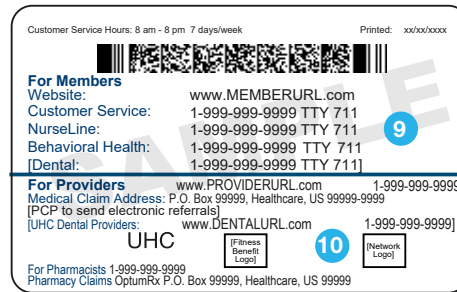 Customer Service Hours: 8 am - 8 pm 7 days/week Printed: xx/xx/xxxx
For Members
Website: www.MEMBERURL.com
Customer Service: 1-999-999-9999 TTY 711
NurseLine: 1-999-999-9999 TTY 711
Behavioral Health: 1-999-999-9999 TTY 711
[Dental: 1-999-999-9999 TTY 711]
9
SAMPLE
For Providers www.PROVIDERURL.com 1-999-999-9999
Medical Claim Address: P.O. Box 99999, Healthcare, US 99999-9999
[PCP to send electronic referrals]
[UHC Dental Providers: www.DENTALURL.com 1-999-999-9999]
UHC
[Fitness
Benefit
Logo]
10
[Network
Logo]
For Pharmacists 1-999-999-9999
Pharmacy Claims OptumRx P.O. Box 99999, Healthcare, US 99999